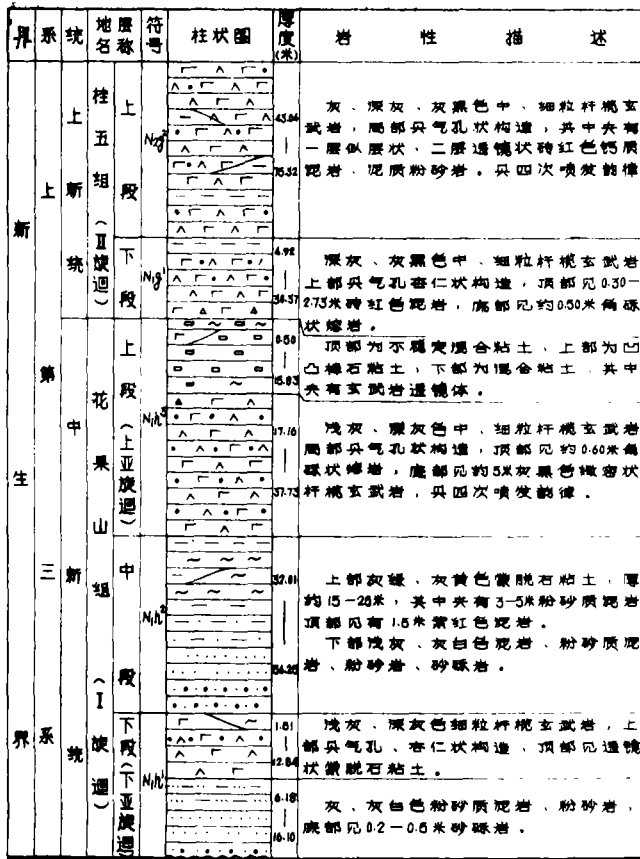 界 系 统 地层名称 符号 柱状图 厚度(米) 岩性描述
新生界
上第三系
上新统
中新统
桂五组(Ⅱ旋迴)
上段
下段
花果山组(Ⅰ旋迴)
上段(上亚旋迴)
中段
下段(下亚旋迴)
N₂g²
N₁g¹
N₁h³
N₁h²
N₁h¹
75.52
6.92
30.37
0.50
15.83
17.16
37.73
32.81
56.25
1.81
12.84
6.18
16.10
灰、深灰、灰黑色中、细粒杆榄玄
武岩,局部具气孔状构造,其中夹有
一层似层状、二层透镜状砖红色钙质
泥岩、泥质粉砂岩。具四次喷发韵律
深灰、灰黑色中、细粒杆榄玄武岩
上部具气孔杏仁状构造,顶部见0.30—
2.73米砖红色泥岩,底部见约0.50米角砾
状熔岩。
顶部为不稳定混合粘土,上部为凹
凸棒石粘土,下部为混合粘土,其中
夹有玄武岩透镜体。
浅灰、深灰色中、细粒杆榄玄武岩
局部具气孔状构造,顶部见约0.60米角
砾状熔岩,底部见约5米灰黑色緻密状
杆榄玄武岩,具四次喷发韵律。
上部灰绿、灰黄色蒙脱石粘土,厚
约15—28米,其中夹有3—5米粉砂质泥岩
顶部见有1.5米紫红色泥岩。
下部浅灰、灰白色泥岩、粉砂质泥
岩、粉砂岩、砂砾岩。
浅灰、深灰色细粒杆榄玄武岩,上
部具气孔、杏仁状构造,顶部见透镜
状蒙脱石粘土。
灰、灰白色粉砂质泥岩、粉砂岩,
底部见0.2—0.5米砂砾岩。